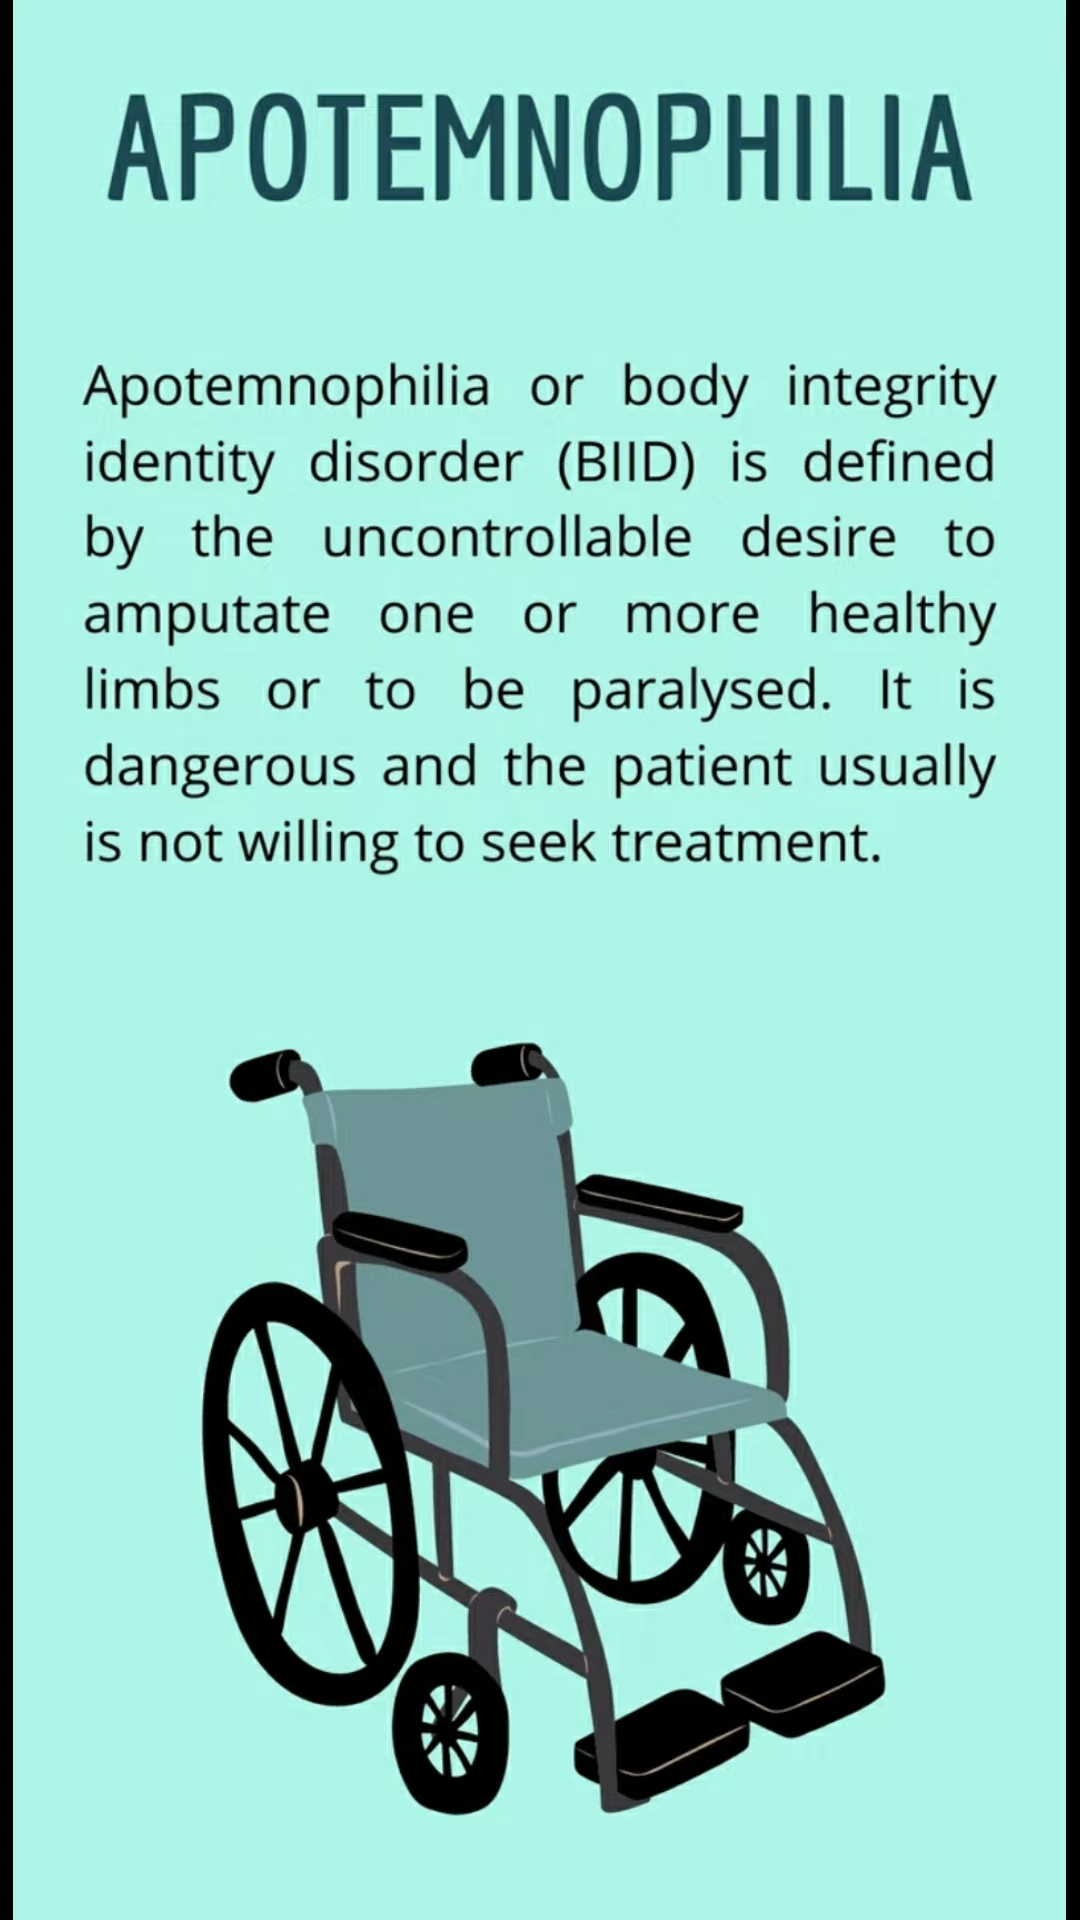 APOTEMNOPHILIA
Apotemnophilia or body integrity
identity disorder (BIID) is defined
by the uncontrollable desire to
amputate one or more healthy
limbs or to be paralysed. It is
dangerous and the patient usually
is not willing to seek treatment.